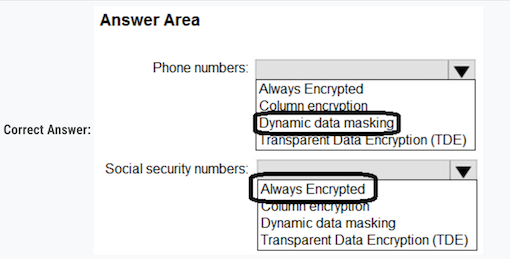 Answer Area
Phone numbers:
Always Encrypted
Column encryption
Dynamic data masking
Transparent Data Encryption (TDE)
Correct Answer:
Social security numbers:
Always Encrypted
Column encryption
Dynamic data masking
Transparent Data Encryption (TDE)